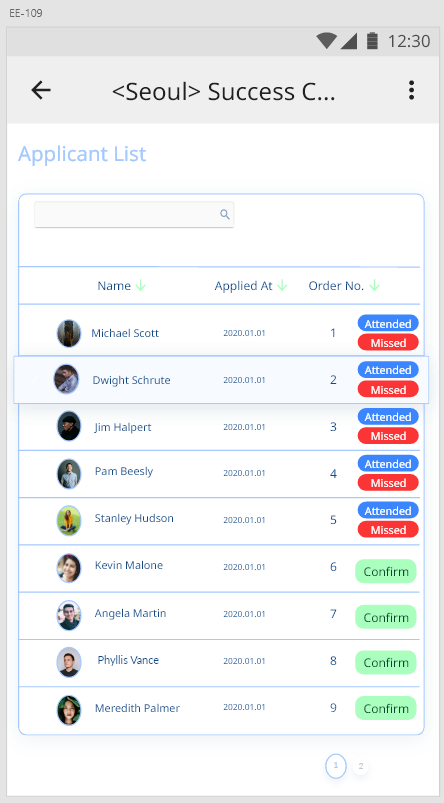 EE-109
12:30
<Seoul> Success C...
Applicant List
Name Applied At Order No.
Michael Scott 2020.01.01 1 Attended
Missed
Dwight Schrute 2020.01.01 2 Attended
Missed
Jim Halpert 2020.01.01 3 Attended
Missed
Pam Beesly 2020.01.01 4 Attended
Missed
Stanley Hudson 2020.01.01 5 Attended
Missed
Kevin Malone 2020.01.01 6 Confirm
Angela Martin 2020.01.01 7 Confirm
Phyllis Vance 2020.01.01 8 Confirm
Meredith Palmer 2020.01.01 9 Confirm
1 2